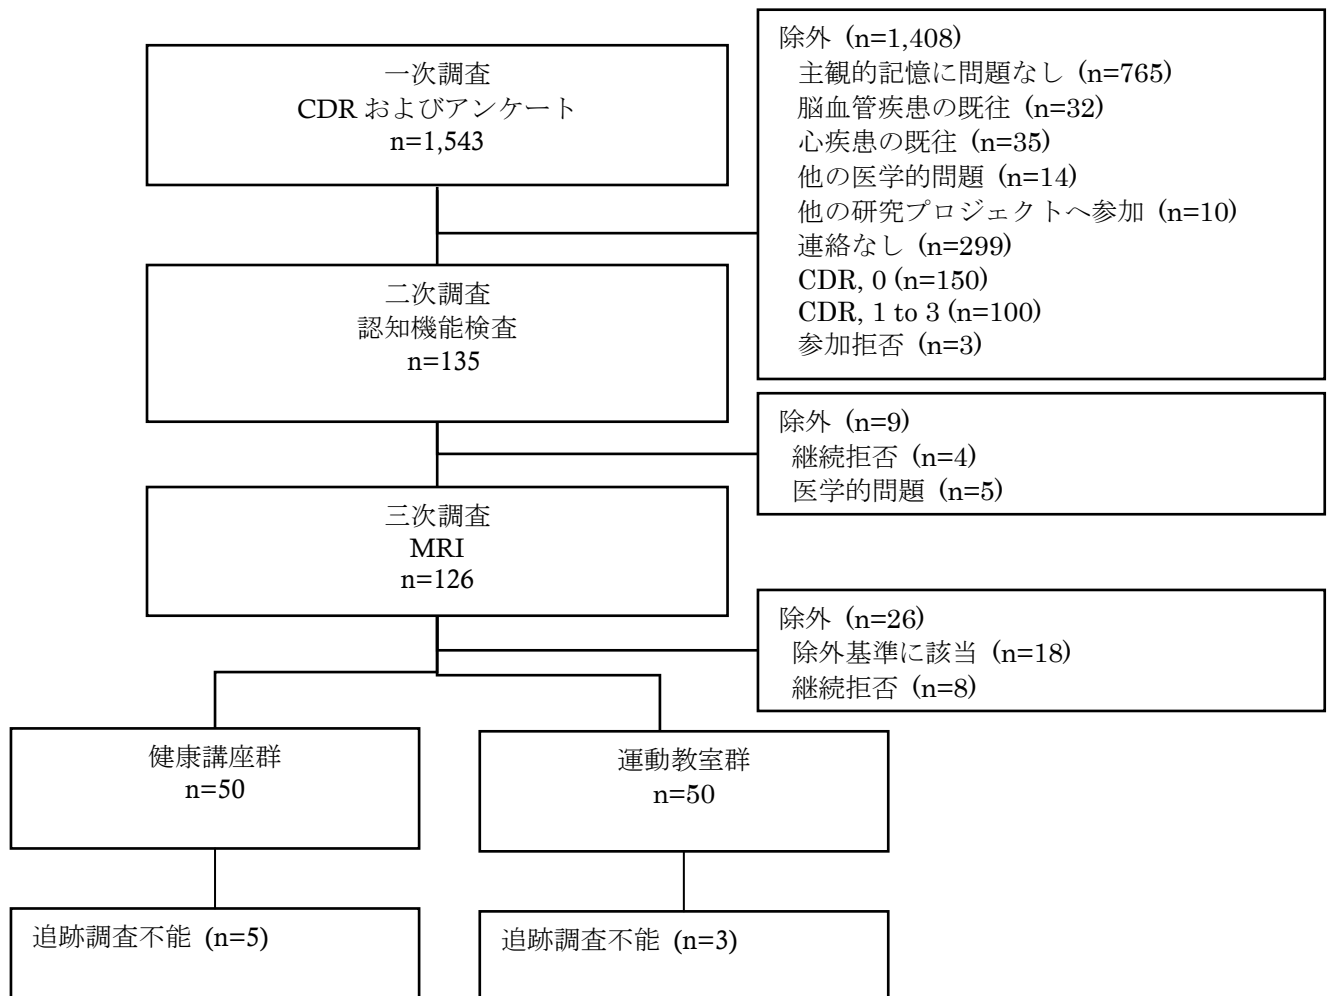 一次調査
CDR およびアンケート
n=1,543
除外 (n=1,408)
主観的記憶に問題なし (n=765)
脳血管疾患の既往 (n=32)
心疾患の既往 (n=35)
他の医学的問題 (n=14)
他の研究プロジェクトへ参加 (n=10)
連絡なし (n=299)
CDR, 0 (n=150)
CDR, 1 to 3 (n=100)
参加拒否 (n=3)
二次調査
認知機能検査
n=135
除外 (n=9)
継続拒否 (n=4)
医学的問題 (n=5)
三次調査
MRI
n=126
除外 (n=26)
除外基準に該当 (n=18)
継続拒否 (n=8)
健康講座群
n=50
運動教室群
n=50
追跡調査不能 (n=5)
追跡調査不能 (n=3)